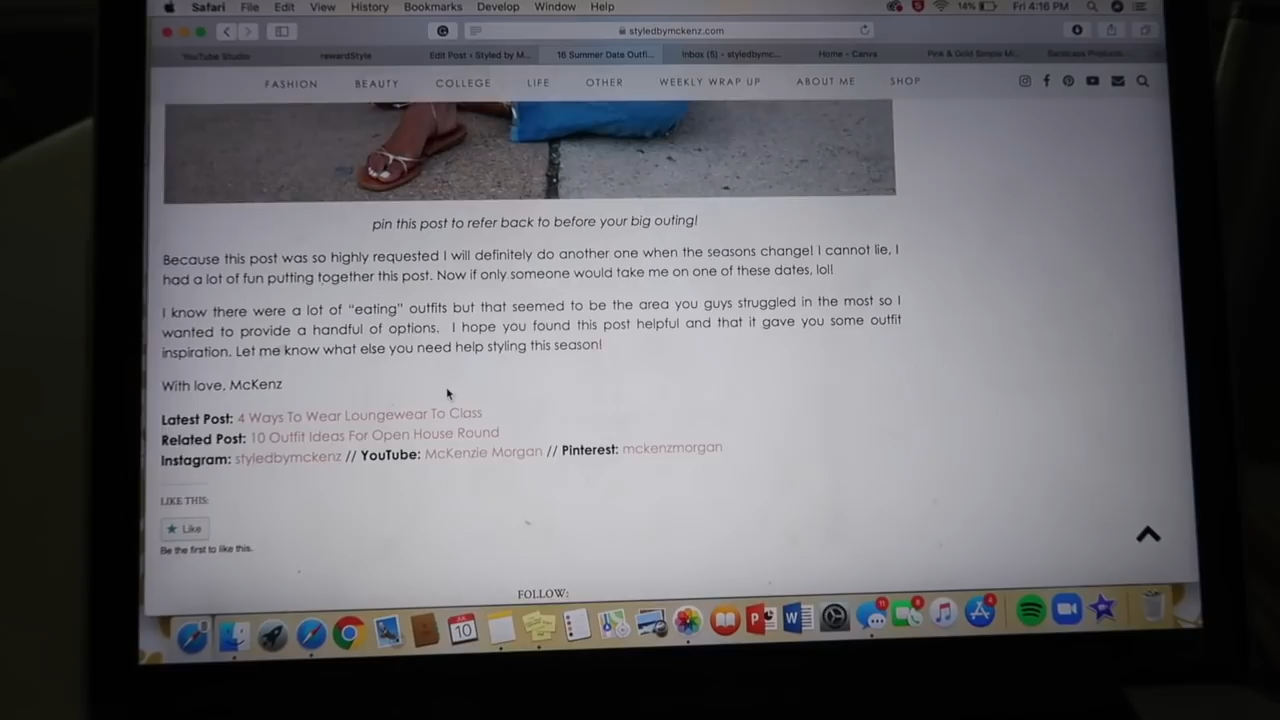 Safari File Edit View History Bookmarks Develop Window Help 14% Fri 4:16 PM
styledbymckenz.com
YouTube Studio rewardStyle Edit Post ‹ Styled by M... 16 Summer Date Outfi... Inbox (5) - styledbymc... Home - Canva Pink & Gold Simple M...
FASHION BEAUTY COLLEGE LIFE OTHER WEEKLY WRAP UP ABOUT ME SHOP
pin this post to refer back to before your big outing!
Because this post was so highly requested I will definitely do another one when the seasons change! I cannot lie, I
had a lot of fun putting together this post. Now if only someone would take me on one of these dates, lol!
I know there were a lot of “eating” outfits but that seemed to be the area you guys struggled in the most so I
wanted to provide a handful of options. I hope you found this post helpful and that it gave you some outfit
inspiration. Let me know what else you need help styling this season!
With love, McKenz
Latest Post: 4 Ways To Wear Loungewear To Class
Related Post: 10 Outfit Ideas For Open House Round
Instagram: styledbymckenz // YouTube: McKenzie Morgan // Pinterest: mckenzmorgan
LIKE THIS:
Like
Be the first to like this.
FOLLOW:
JUL
10
P
W
11